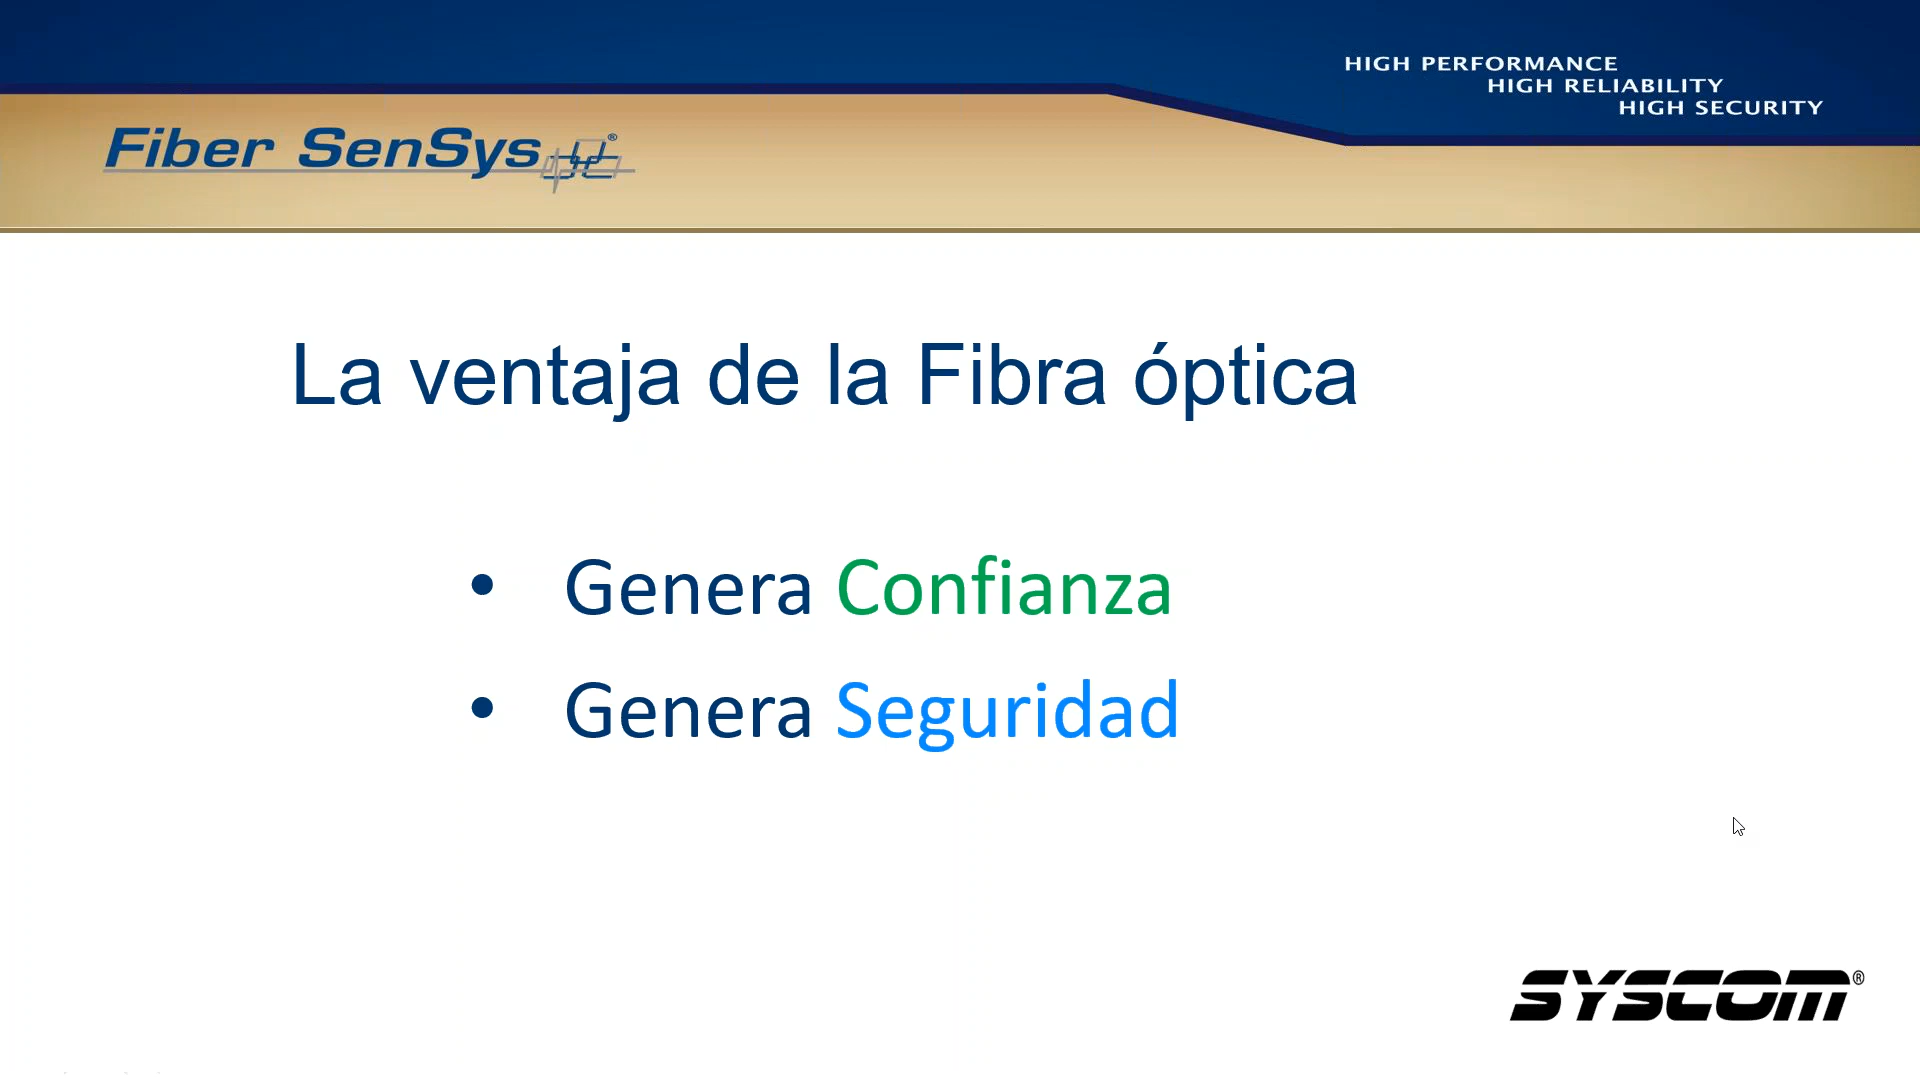 HIGH PERFORMANCE
HIGH RELIABILITY
HIGH SECURITY
Fiber SenSys®
La ventaja de la Fibra óptica
• Genera Confianza
• Genera Seguridad
SYSCOM®